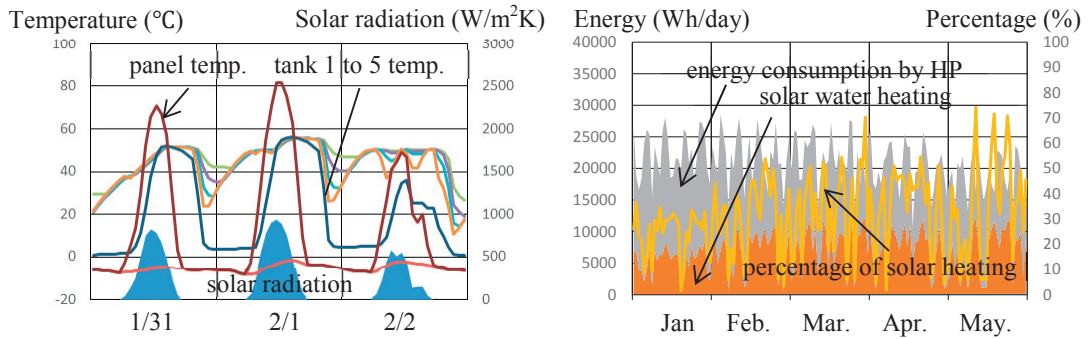 Temperature (℃)
Solar radiation (W/m²K)
100
80
60
40
20
0
-20
3000
2500
2000
1500
1000
500
0
panel temp.
tank 1 to 5 temp.
solar radiation
1/31
2/1
2/2
Energy (Wh/day)
Percentage (%)
40000
35000
30000
25000
20000
15000
10000
5000
0
100
90
80
70
60
50
40
30
20
10
0
energy consumption by HP
solar water heating
percentage of solar heating
Jan
Feb.
Mar.
Apr.
May.